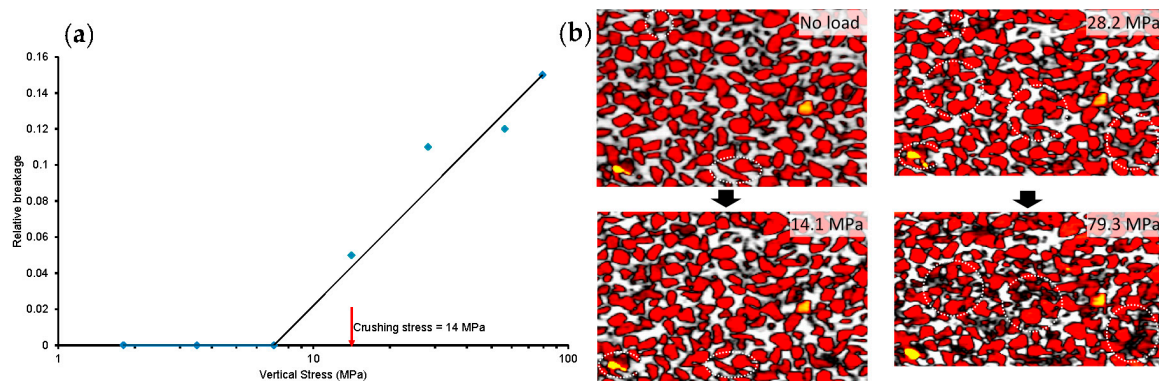 (a)
0.16
0.14
0.12
0.1
0.08
0.06
0.04
0.02
0
Relative breakage
Crushing stress = 14 MPa
1
10
100
Vertical Stress (MPa)
(b)
No load
28.2 MPa
14.1 MPa
79.3 MPa